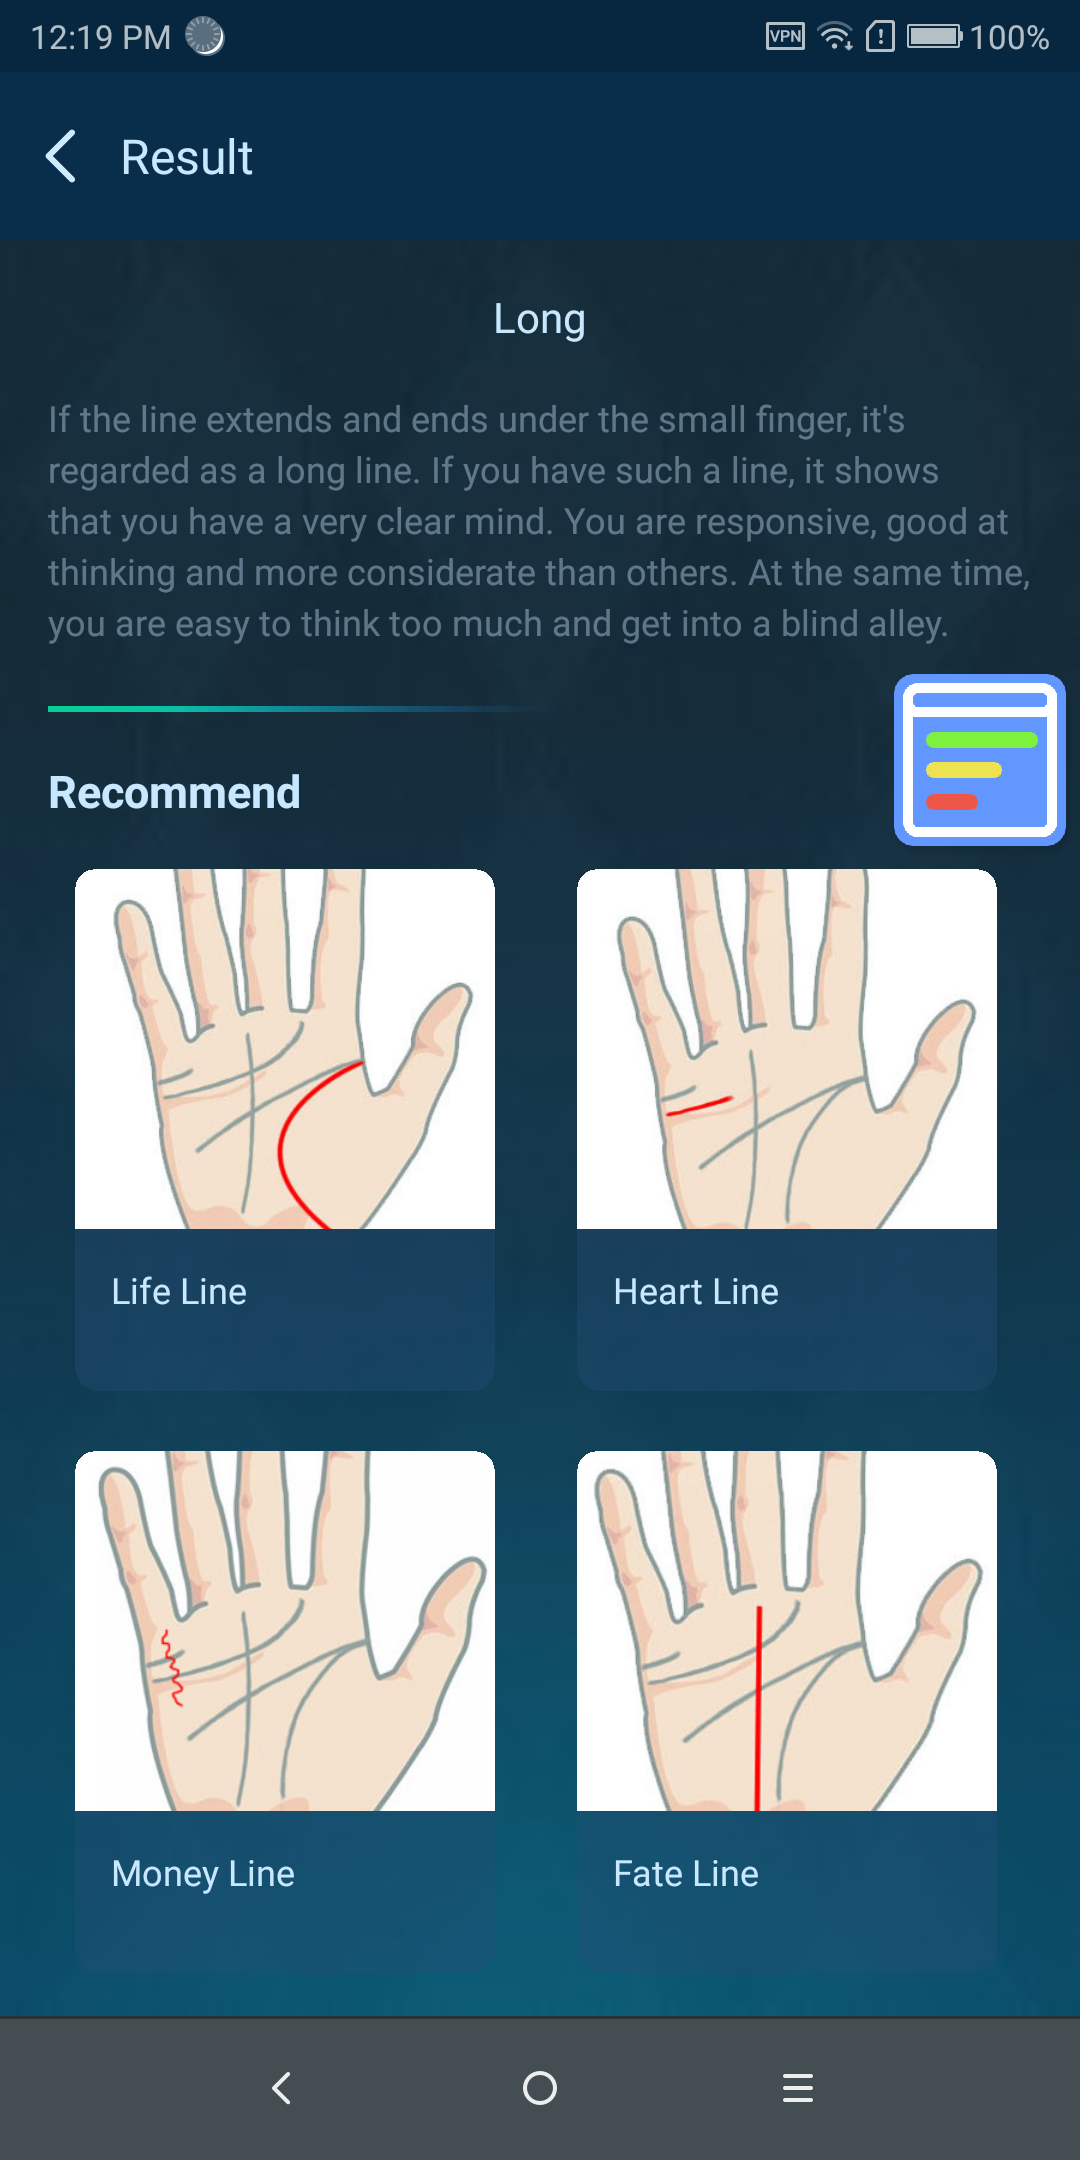 12:19 PM
VPN
100%
Result
Long
If the line extends and ends under the small finger, it's
regarded as a long line. If you have such a line, it shows
that you have a very clear mind. You are responsive, good at
thinking and more considerate than others. At the same time,
you are easy to think too much and get into a blind alley.
Recommend
Life Line
Heart Line
Money Line
Fate Line